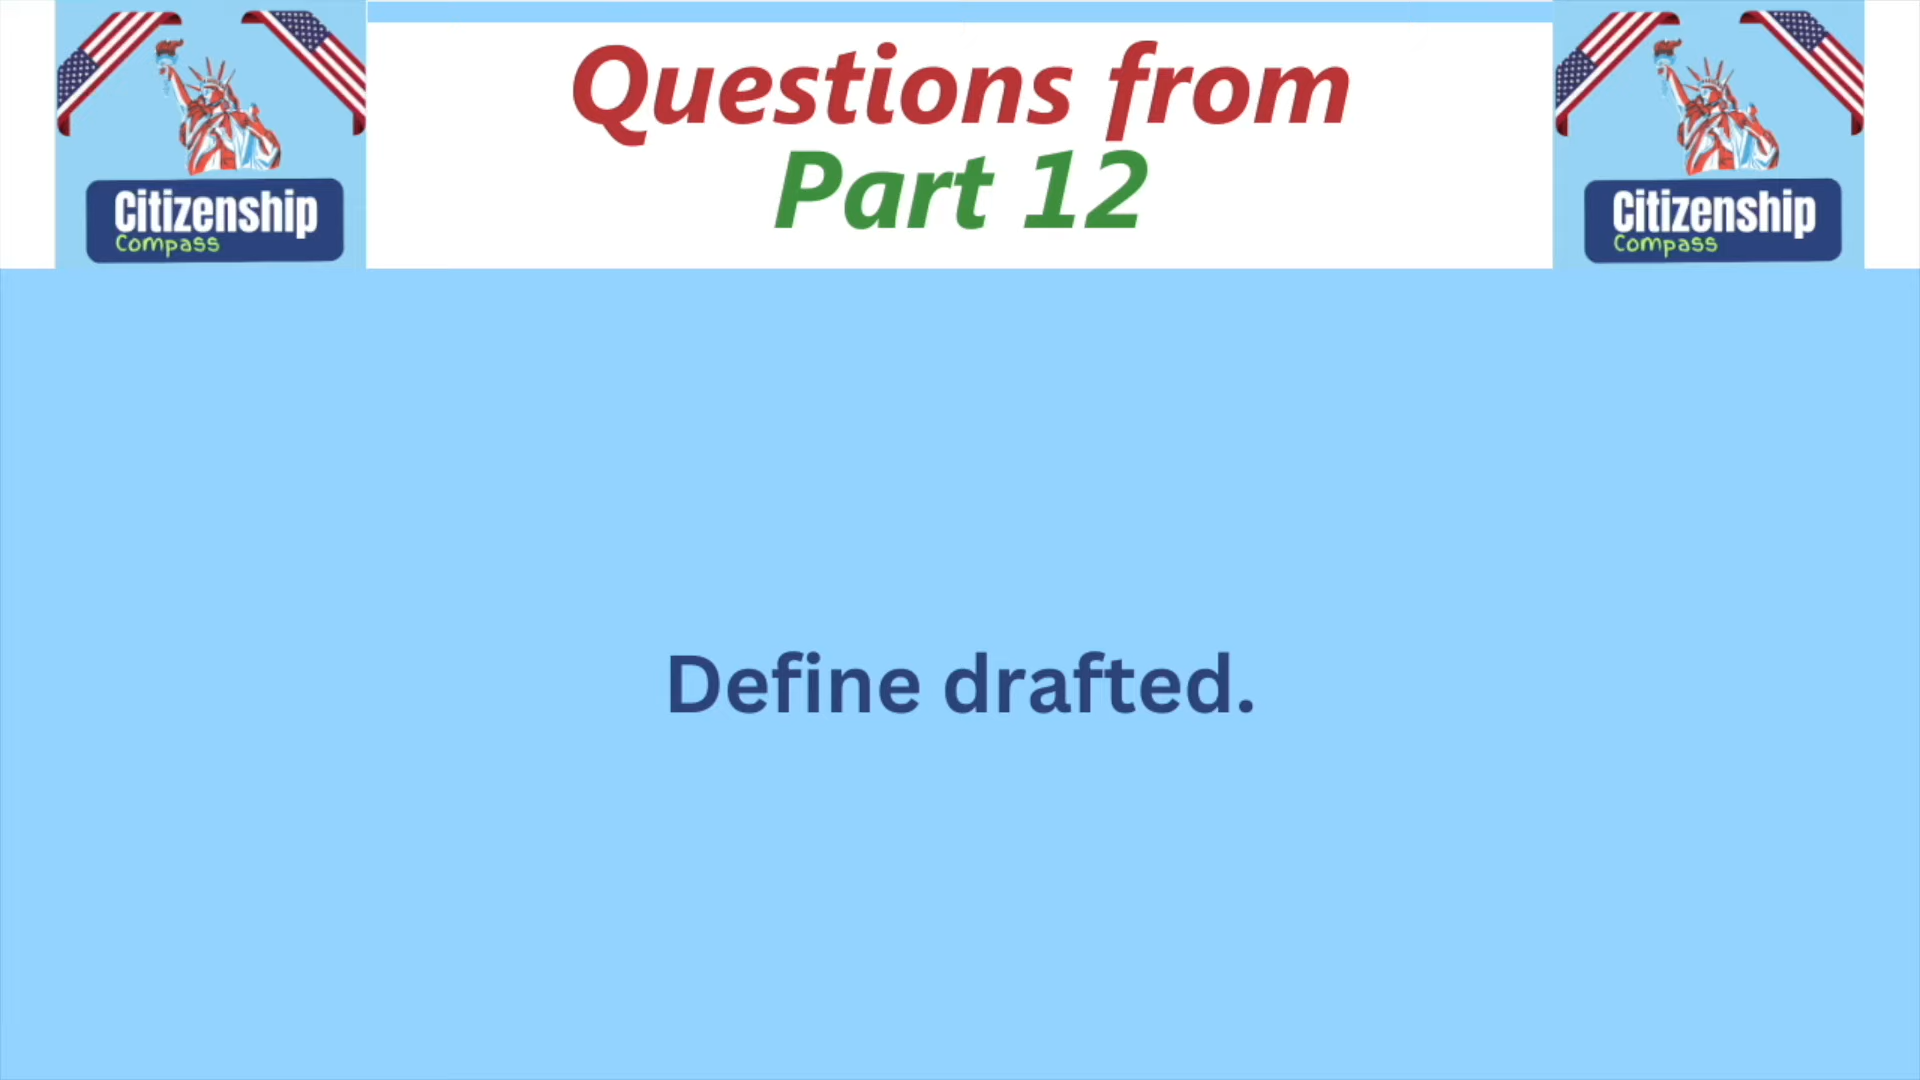 Citizenship
Compass
Questions from
Part 12
Citizenship
Compass
Define drafted.